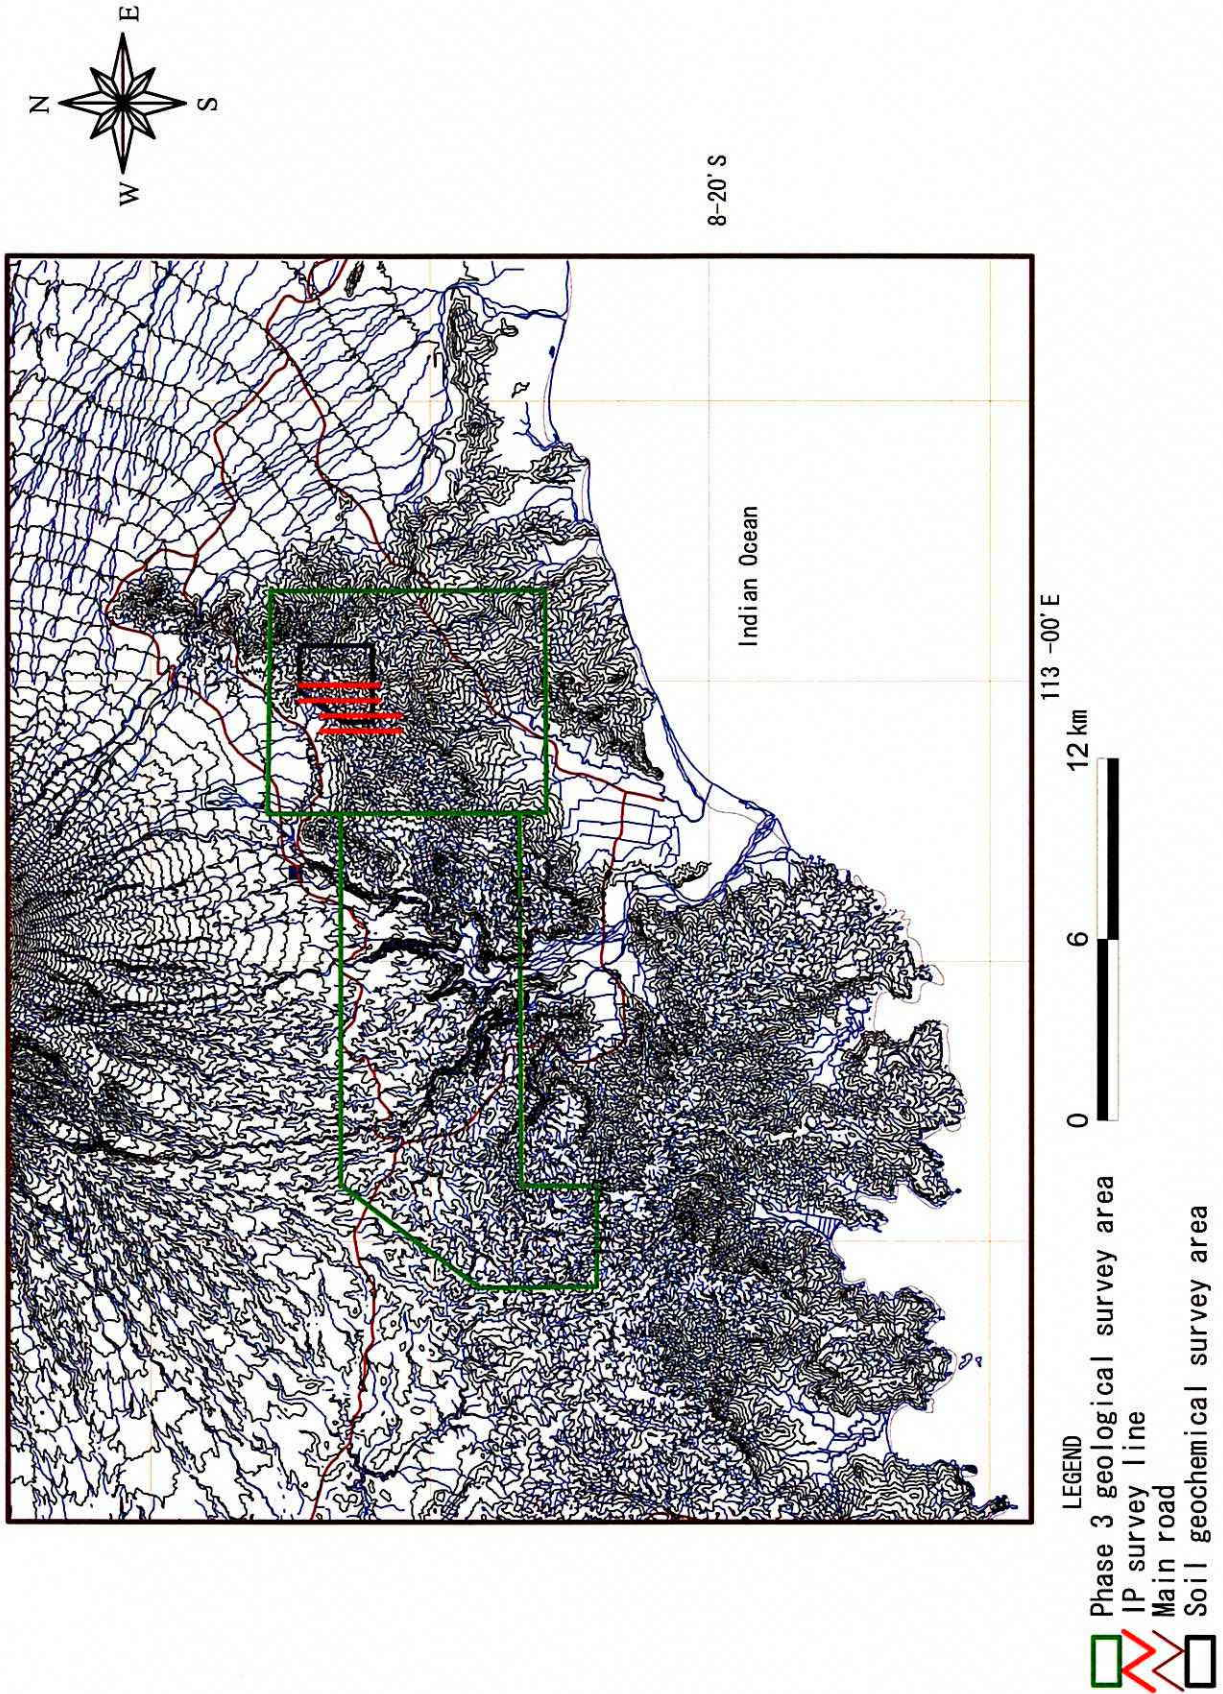 N
W
E
S
8-20' S
Indian Ocean
113 -00' E
0
6
12 km
LEGEND
Phase 3 geological survey area
IP survey line
Main road
Soil geochemical survey area